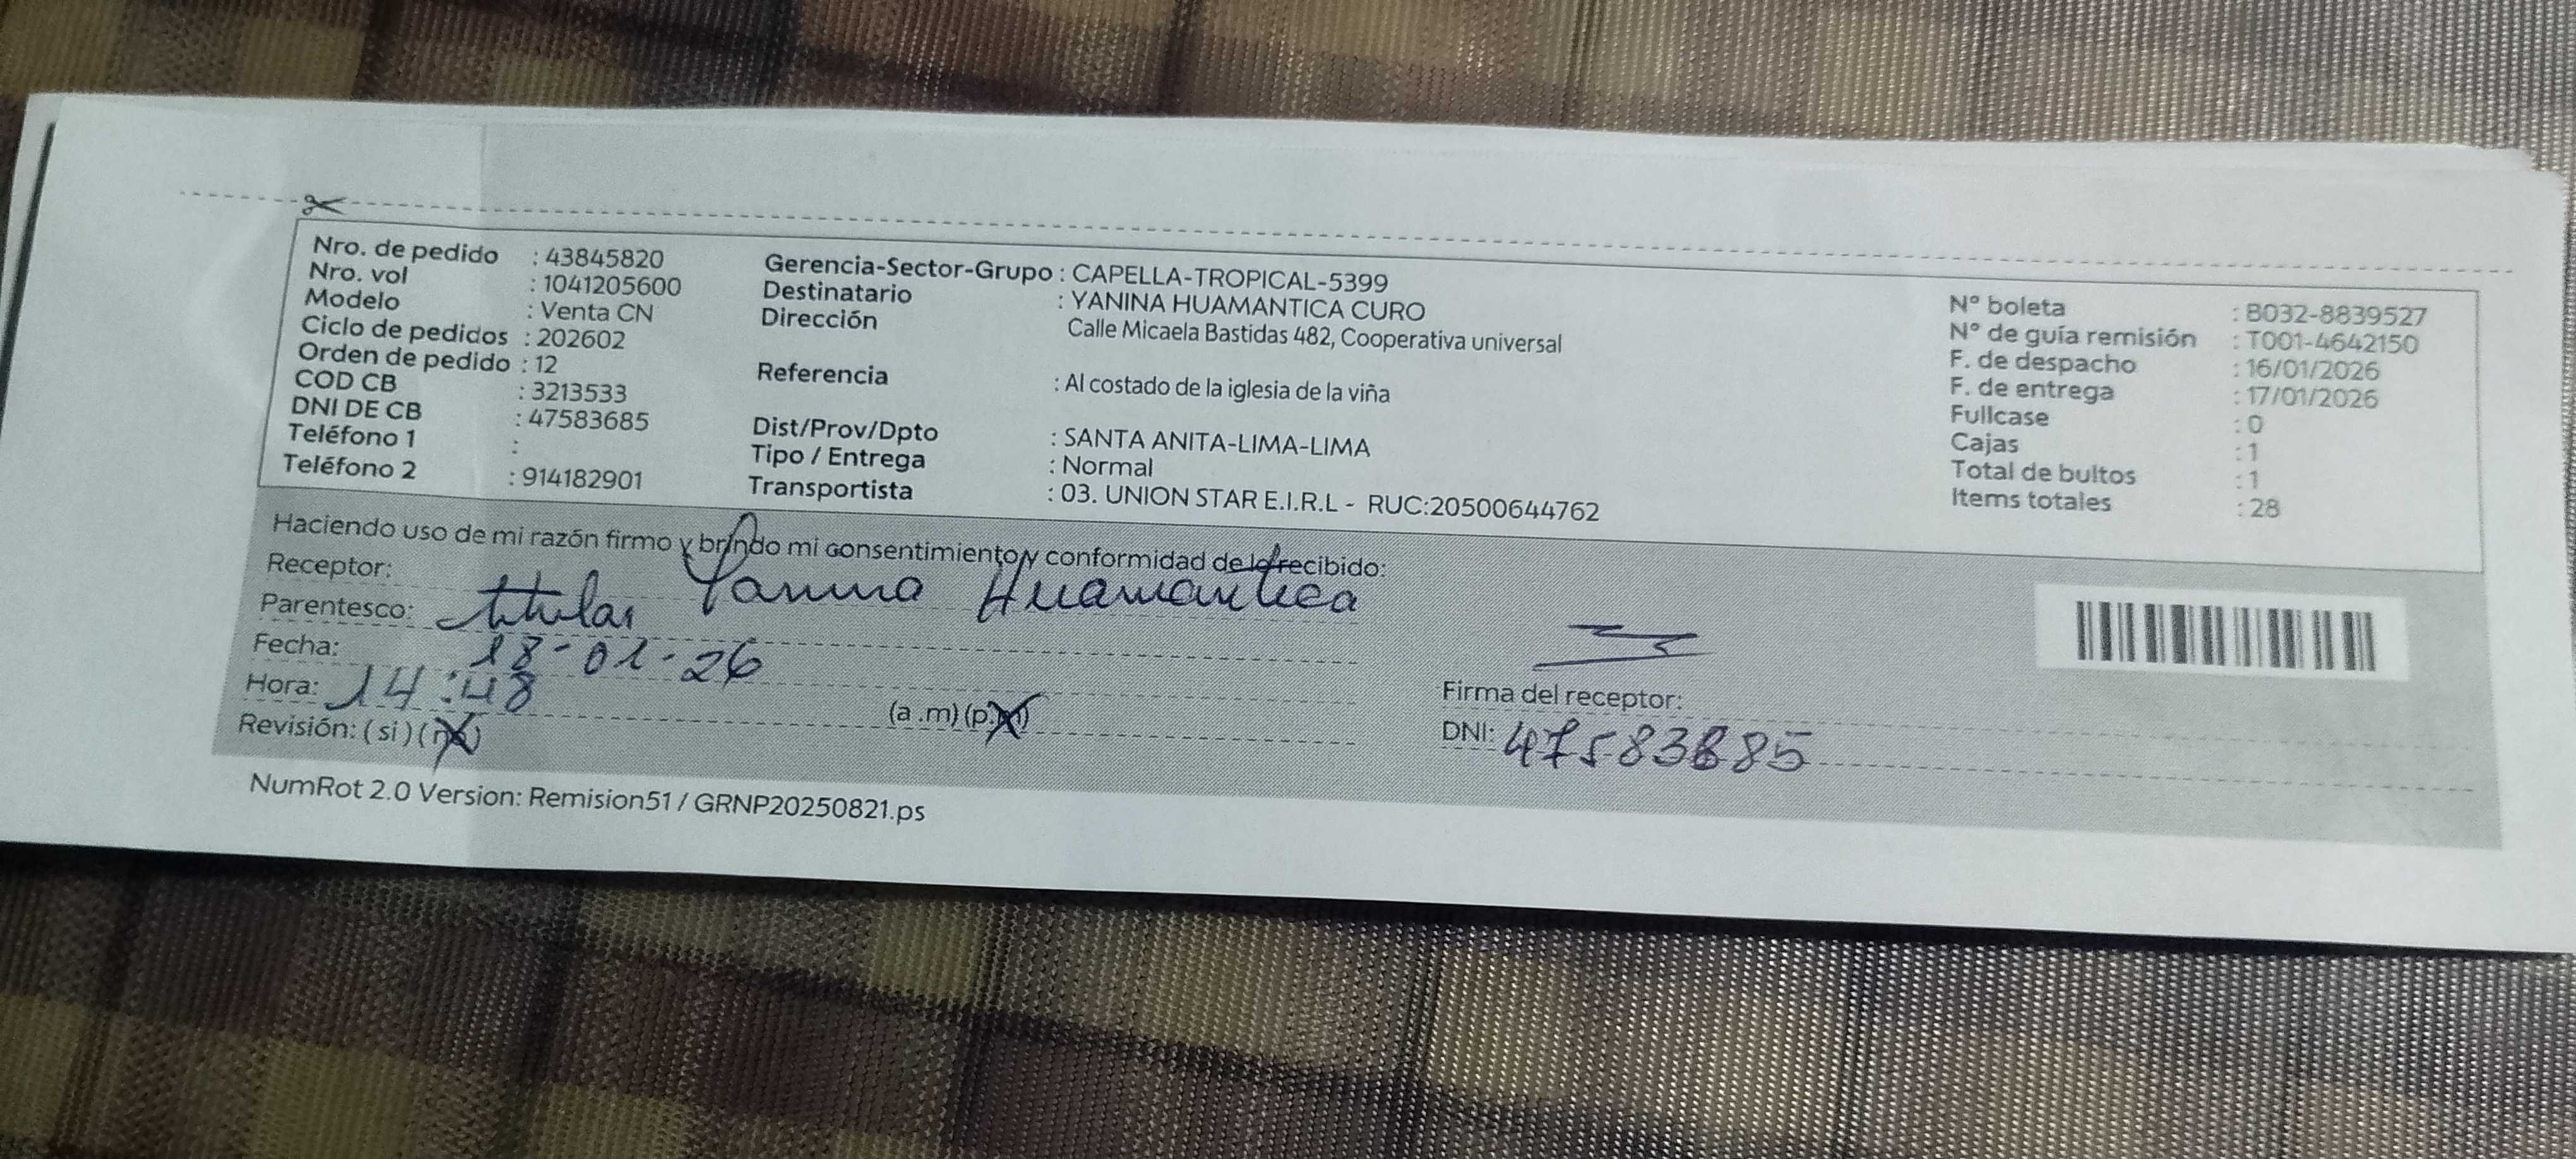 Nro. de pedido : 43845820
Nro. vol : 1041205600
Modelo : Venta CN
Ciclo de pedidos : 202602
Orden de pedido : 12
COD CB : 3213533
DNI DE CB : 47583685
Teléfono 1 :
Teléfono 2 : 914182901
Gerencia-Sector-Grupo : CAPELLA-TROPICAL-5399
Destinatario : YANINA HUAMANTICA CURO
Dirección Calle Micaela Bastidas 482, Cooperativa universal
Referencia : Al costado de la iglesia de la viña
Dist/Prov/Dpto : SANTA ANITA-LIMA-LIMA
Tipo / Entrega : Normal
Transportista : 03. UNION STAR E.I.R.L - RUC:20500644762
N° boleta : B032-8839527
N° de guía remisión : T001-4642150
F. de despacho : 16/01/2026
F. de entrega : 17/01/2026
Fullcase : 0
Cajas : 1
Total de bultos : 1
Items totales : 28
Haciendo uso de mi razón firmo y brindo mi consentimiento y conformidad de lo recibido:
Receptor: Yanina Huamantica
Parentesco: titular
Fecha: 18-01-26
Hora: 14:48 (a .m) (p.m)
Revisión: ( si ) (no)
Firma del receptor:
DNI: 47583685
NumRot 2.0 Version: Remision51 / GRNP20250821.ps